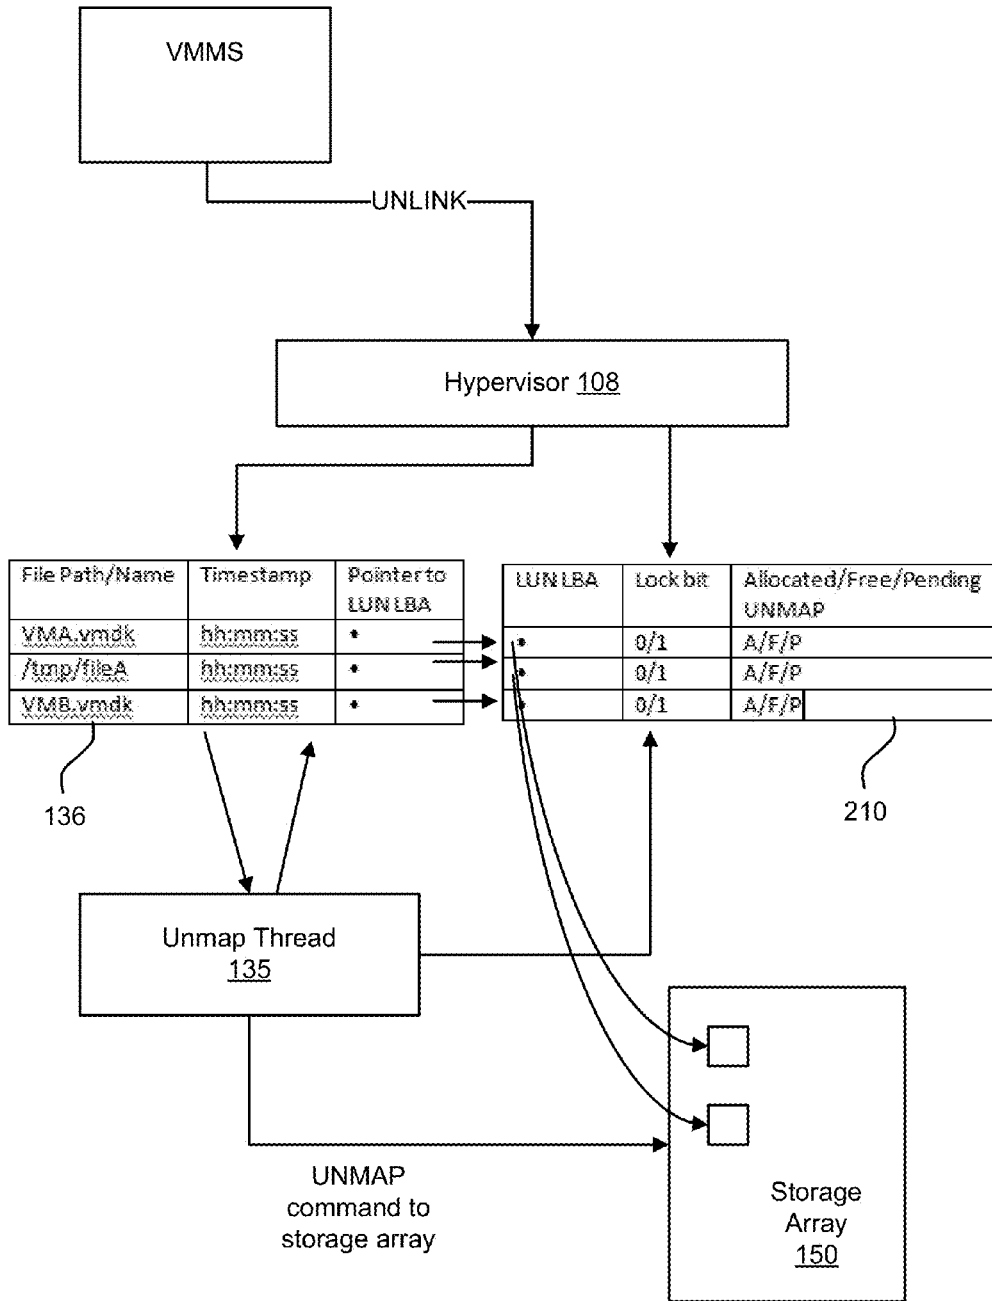 VMMS
UNLINK
Hypervisor 108
File Path/Name Timestamp Pointer to
LUN LBA
VMA.vmdk hh:mm:ss •
/tmp/fileA hh:mm:ss •
VMB.vmdk hh:mm:ss •
LUN LBA Lock bit Allocated/Free/Pending
UNMAP
• 0/1 A/F/P
• 0/1 A/F/P
• 0/1 A/F/P
136
210
Unmap Thread
135
UNMAP
command to
storage array
Storage
Array
150